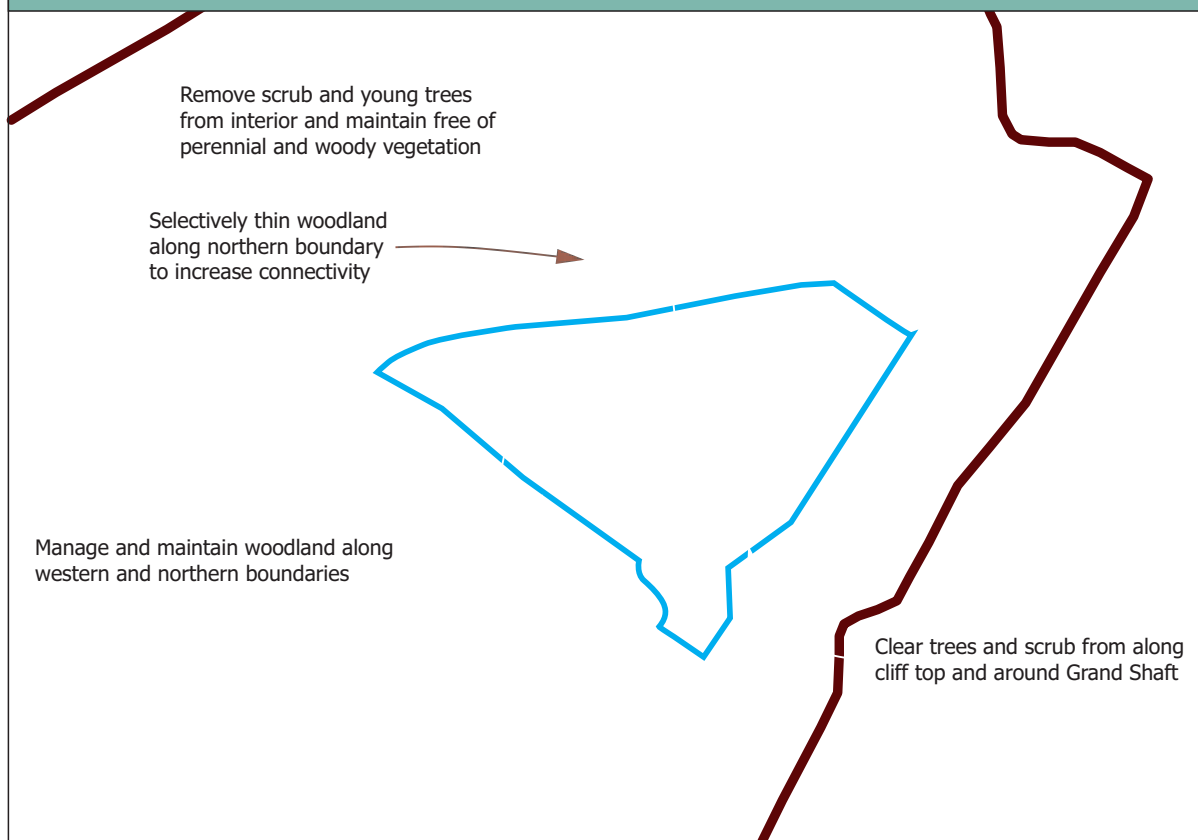 Remove scrub and young trees
from interior and maintain free of
perennial and woody vegetation
Selectively thin woodland
along northern boundary
to increase connectivity
Manage and maintain woodland along
western and northern boundaries
Clear trees and scrub from along
cliff top and around Grand Shaft